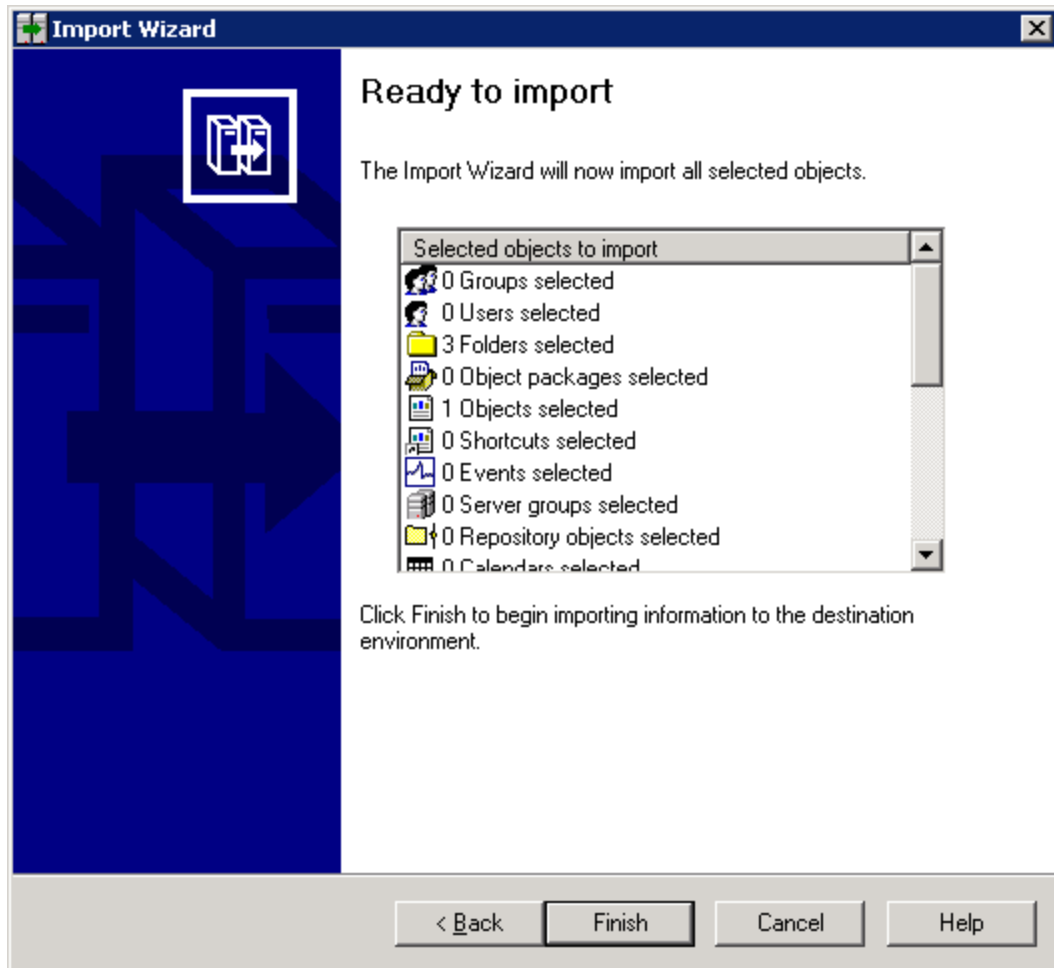 Import Wizard
Ready to import
The Import Wizard will now import all selected objects.
Selected objects to import
0 Groups selected
0 Users selected
3 Folders selected
0 Object packages selected
1 Objects selected
0 Shortcuts selected
0 Events selected
0 Server groups selected
0 Repository objects selected
0 Calendars selected
Click Finish to begin importing information to the destination
environment.
< Back
Finish
Cancel
Help